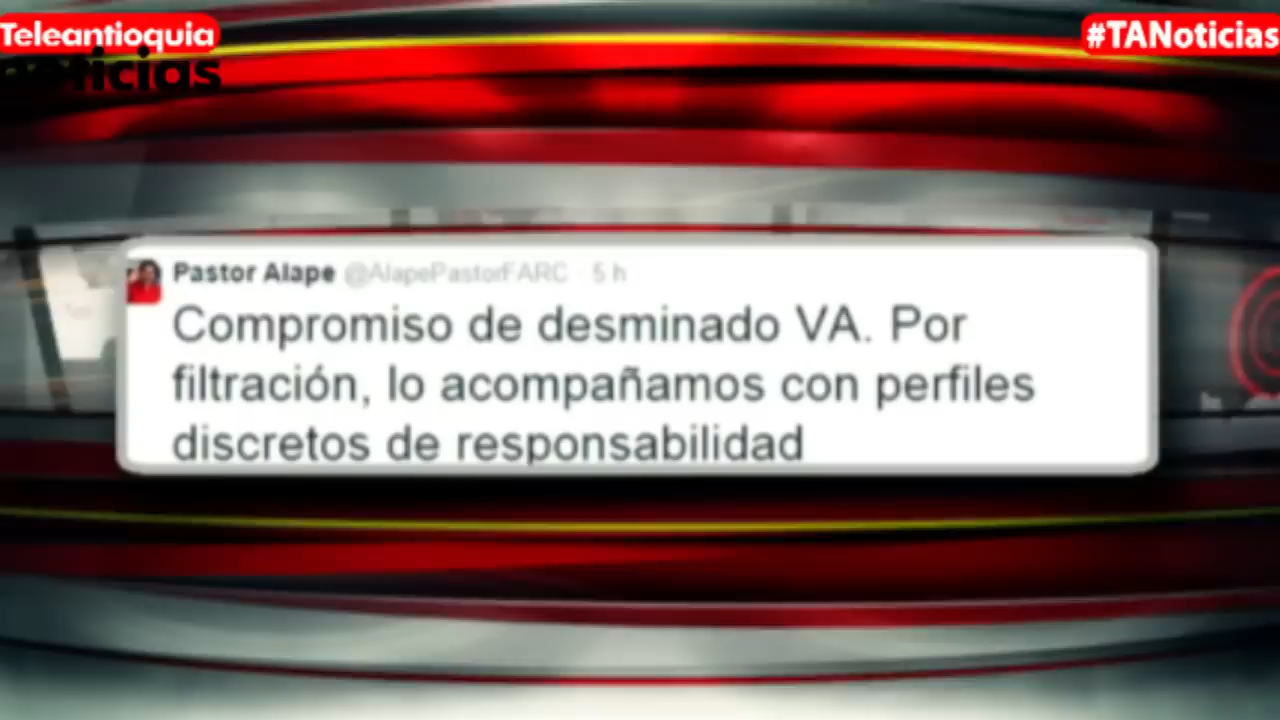 Teleantioquia
noticias
#TANoticias
Pastor Alape @AlapePastorFARC · 5 h
Compromiso de desminado VA. Por
filtración, lo acompañamos con perfiles
discretos de responsabilidad